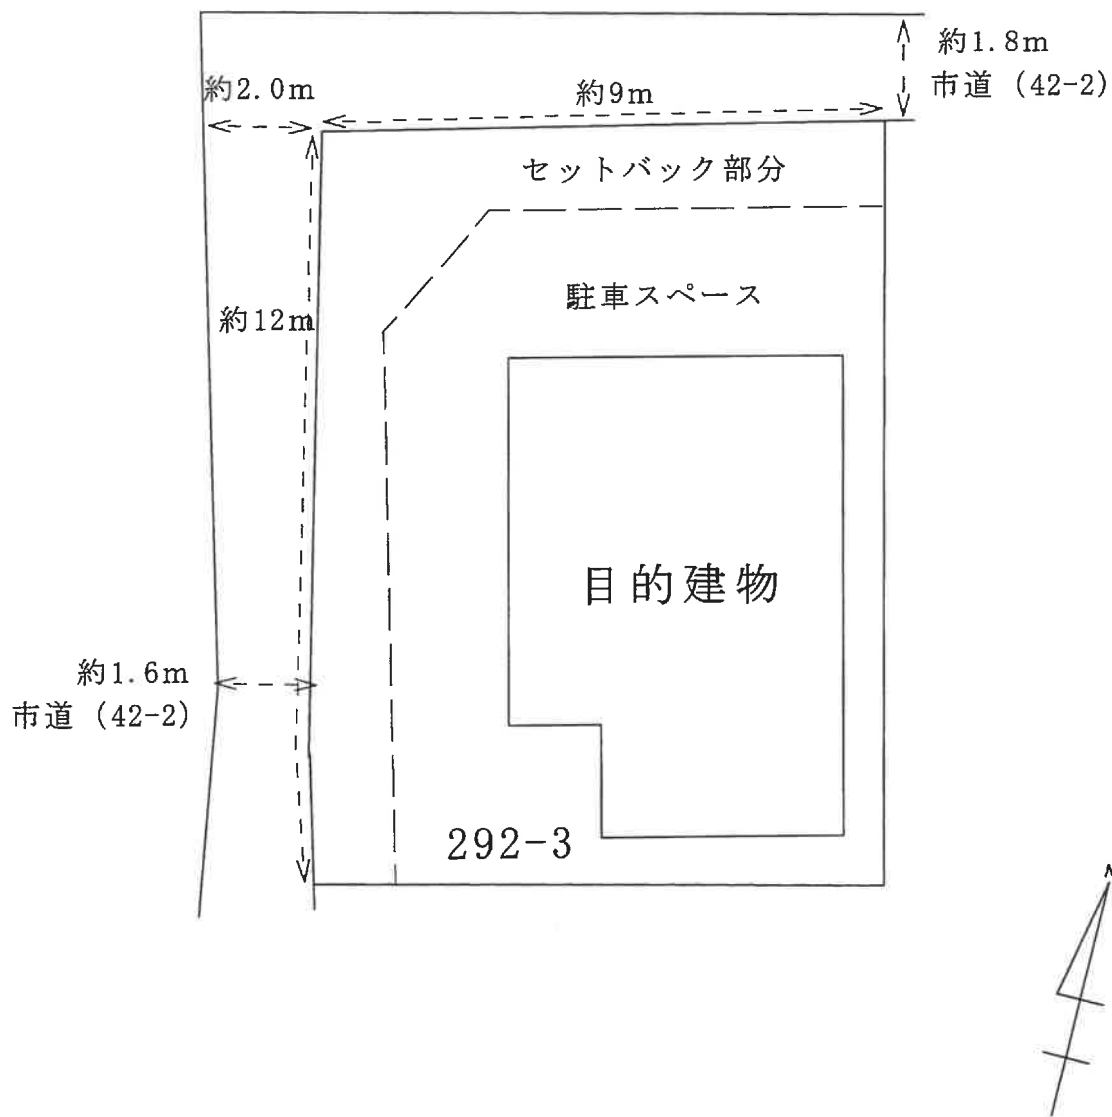 約1.8m
市道 (42-2)
約2.0m
約9m
セットバック部分
駐車スペース
約12m
目的建物
約1.6m
市道 (42-2)
292-3
N